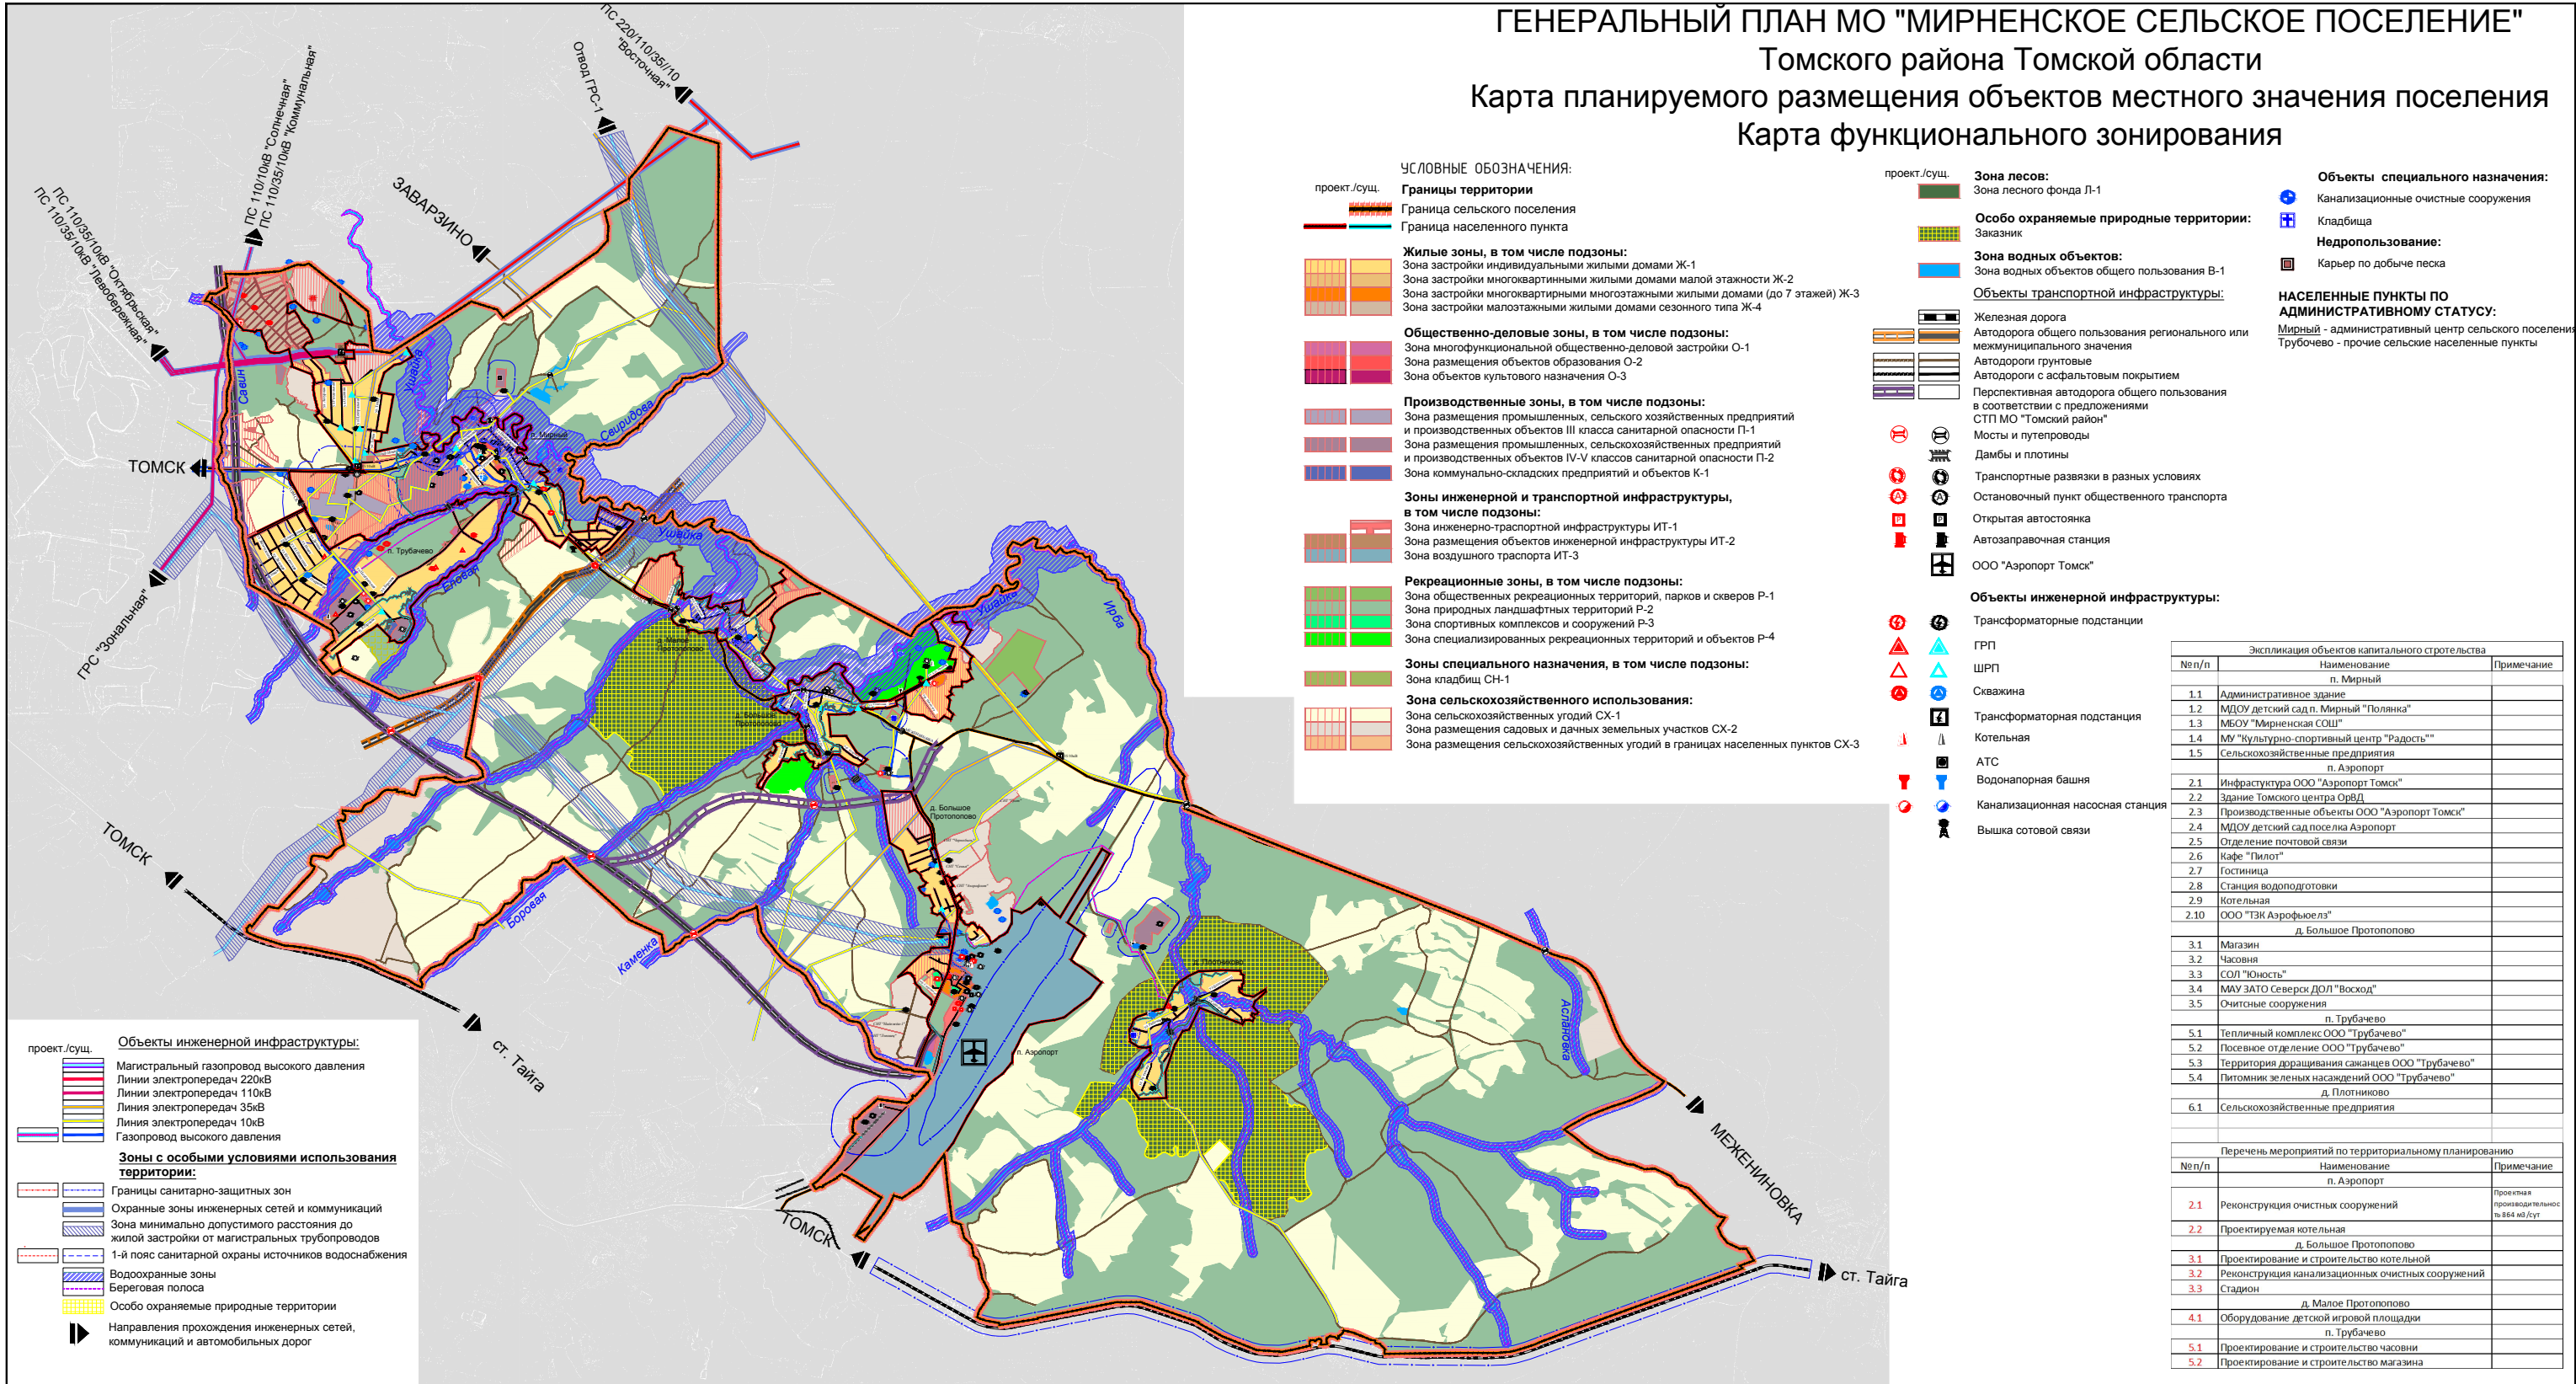 ГЕНЕРАЛЬНЫЙ ПЛАН МО "МИРНЕНСКОЕ СЕЛЬСКОЕ ПОСЕЛЕНИЕ"
Томского района Томской области
Карта планируемого размещения объектов местного значения поселения
Карта функционального зонирования
ПС 220/110/35//10
"Восточная"
Отвод ГРС-1
ПС 110/10кВ "Солнечная"
ПС 110/35/10кВ "Коммунальная"
ПС 110/35/10кВ "Октябрьская"
ПС 110/35/10кВ "Левобережная"
ЗАВАРЗИНО
Савин
Ушайка
Свиридова
п. Мирный
ТОМСК
п. Трубачево
Еловая
Ушайка
ГРС "Зональная"
Ушайка
Ирба
д. Малое
Протопопово
д. Большое
Протопопово
д. Большое
Протопопово
ТОМСК
Боровая
Каменка
ст. Тайга
д. Плотниково
Аслановка
п. Аэропорт
МЕЖЕНИНОВКА
ТОМСК
ст. Тайга
УСЛОВНЫЕ ОБОЗНАЧЕНИЯ:
проект./сущ.
Границы территории
Граница сельского поселения
Граница населенного пункта
Жилые зоны, в том числе подзоны:
Зона застройки индивидуальными жилыми домами Ж-1
Зона застройки многоквартинными жилыми домами малой этажности Ж-2
Зона застройки многоквартирными многоэтажными жилыми домами (до 7 этажей) Ж-3
Зона застройки малоэтажными жилыми домами сезонного типа Ж-4
Общественно-деловые зоны, в том числе подзоны:
Зона многофункциональной общественно-деловой застройки О-1
Зона размещения объектов образования О-2
Зона объектов культового назначения О-3
Производственные зоны, в том числе подзоны:
Зона размещения промышленных, сельского хозяйственных предприятий
и производственных объектов III класса санитарной опасности П-1
Зона размещения промышленных, сельскохозяйственных предприятий
и производственных объектов IV-V классов санитарной опасности П-2
Зона коммунально-складских предприятий и объектов К-1
Зоны инженерной и транспортной инфраструктуры,
в том числе подзоны:
Зона инженерно-траспортной инфраструктуры ИТ-1
Зона размещения объектов инженерной инфраструктуры ИТ-2
Зона воздушного траспорта ИТ-3
Рекреационные зоны, в том числе подзоны:
Зона общественных рекреационных территорий, парков и скверов Р-1
Зона природных ландшафтных территорий Р-2
Зона спортивных комплексов и сооружений Р-3
Зона специализированных рекреационных территорий и объектов Р-4
Зоны специального назначения, в том числе подзоны:
Зона кладбищ СН-1
Зона сельскохозяйственного использования:
Зона сельскохозяйственных угодий СХ-1
Зона размещения садовых и дачных земельных участков СХ-2
Зона размещения сельскохозяйственных угодий в границах населенных пунктов СХ-3
проект./сущ.
Зона лесов:
Зона лесного фонда Л-1
Особо охраняемые природные территории:
Заказник
Зона водных объектов:
Зона водных объектов общего пользования В-1
Объекты транспортной инфраструктуры:
Железная дорога
Автодорога общего пользования регионального или
межмуниципального значения
Автодороги грунтовые
Автодороги с асфальтовым покрытием
Перспективная автодорога общего пользования
в соответствии с предложениями
СТП МО "Томский район"
Мосты и путепроводы
Дамбы и плотины
Транспортные развязки в разных условиях
Остановочный пункт общественного транспорта
Открытая автостоянка
Автозаправочная станция
ООО "Аэропорт Томск"
Объекты инженерной инфраструктуры:
Трансформаторные подстанции
ГРП
ШРП
Скважина
Трансформаторная подстанция
Котельная
АТС
Водонапорная башня
Канализационная насосная станция
Вышка сотовой связи
Объекты специального назначения:
Канализационные очистные сооружения
Кладбища
Недропользование:
Карьер по добыче песка
НАСЕЛЕННЫЕ ПУНКТЫ ПО
АДМИНИСТРАТИВНОМУ СТАТУСУ:
Мирный - административный центр сельского поселения
Трубочево - прочие сельские населенные пункты
Экспликация объектов капитального стротельства
№п/п Наименование Примечание
п. Мирный
1.1 Административное здание
1.2 МДОУ детский сад п. Мирный "Полянка"
1.3 МБОУ "Мирненская СОШ"
1.4 МУ "Культурно-спортивный центр "Радость""
1.5 Сельскохозяйственные предприятия
п. Аэропорт
2.1 Инфрастуктура ООО "Аэропорт Томск"
2.2 Здание Томского центра ОрВД
2.3 Производственные объекты ООО "Аэропорт Томск"
2.4 МДОУ детский сад поселка Аэропорт
2.5 Отделение почтовой связи
2.6 Кафе "Пилот"
2.7 Гостиница
2.8 Станция водоподготовки
2.9 Котельная
2.10 ООО "ТЗК Аэрофьюелз"
д. Большое Протопопово
3.1 Магазин
3.2 Часовня
3.3 СОЛ "Юность"
3.4 МАУ ЗАТО Северск ДОЛ "Восход"
3.5 Очитсные сооружения
п. Трубачево
5.1 Тепличный комплекс ООО "Трубачево"
5.2 Посевное отделение ООО "Трубачево"
5.3 Территория доращивания сажанцев ООО "Трубачево"
5.4 Питомник зеленых насаждений ООО "Трубачево"
д. Плотниково
6.1 Сельскохозяйственные предприятия
Перечень мероприятий по территориальному планированию
№п/п Наименование Примечание
п. Аэропорт
2.1 Реконструкция очистных сооружений Проектная
производительнос
ть 864 м3/сут
2.2 Проектируемая котельная
д. Большое Протопопово
3.1 Проектирование и строительство котельной
3.2 Реконструкция канализационных очистных сооружений
3.3 Стадион
д. Малое Протопопово
4.1 Оборудование детской игровой площадки
п. Трубачево
5.1 Проектирование и строительство часовни
5.2 Проектирование и строительство магазина
Объекты инженерной инфраструктуры:
проект./сущ.
Магистральный газопровод высокого давления
Линии электропередач 220кВ
Линии электропередач 110кВ
Линия электропередач 35кВ
Линия электропередач 10кВ
Газопровод высокого давления
Зоны с особыми условиями использования
территории:
Границы санитарно-защитных зон
Охранные зоны инженерных сетей и коммуникаций
Зона минимально допустимого расстояния до
жилой застройки от магистральных трубопроводов
1-й пояс санитарной охраны источников водоснабжения
Водоохранные зоны
Береговая полоса
Особо охраняемые природные территории
Направления прохождения инженерных сетей,
коммуникаций и автомобильных дорог